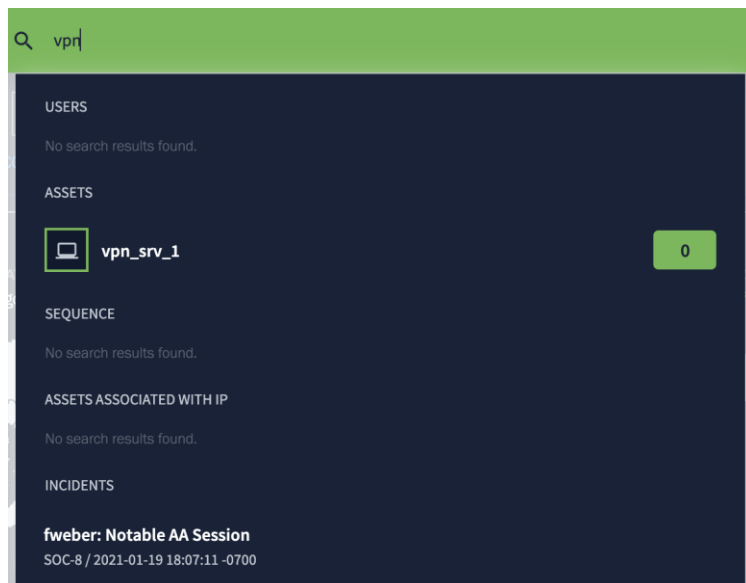 vpn
USERS
No search results found.
ASSETS
vpn_srv_1
0
SEQUENCE
No search results found.
ASSETS ASSOCIATED WITH IP
No search results found.
INCIDENTS
fweber: Notable AA Session
SOC-8 / 2021-01-19 18:07:11 -0700